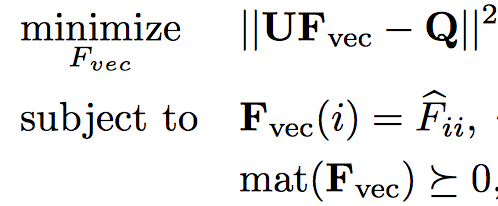 minimize ||UF_vec − Q||²
F_vec
subject to F_vec(i) = F̂_ii,
mat(F_vec) ⪰ 0,